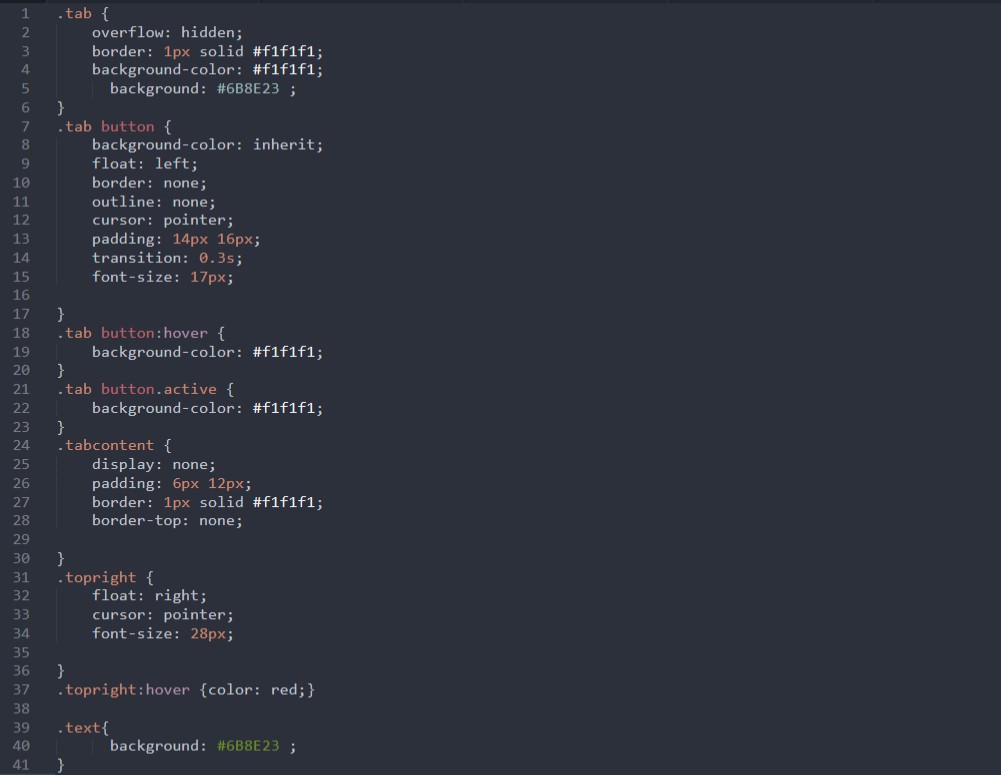 1 .tab {
2 overflow: hidden;
3 border: 1px solid #f1f1f1;
4 background-color: #f1f1f1;
5 background: #6B8E23 ;
6 }
7 .tab button {
8 background-color: inherit;
9 float: left;
10 border: none;
11 outline: none;
12 cursor: pointer;
13 padding: 14px 16px;
14 transition: 0.3s;
15 font-size: 17px;
16
17 }
18 .tab button:hover {
19 background-color: #f1f1f1;
20 }
21 .tab button.active {
22 background-color: #f1f1f1;
23 }
24 .tabcontent {
25 display: none;
26 padding: 6px 12px;
27 border: 1px solid #f1f1f1;
28 border-top: none;
29
30 }
31 .topright {
32 float: right;
33 cursor: pointer;
34 font-size: 28px;
35
36 }
37 .topright:hover {color: red;}
38
39 .text{
40 background: #6B8E23 ;
41 }